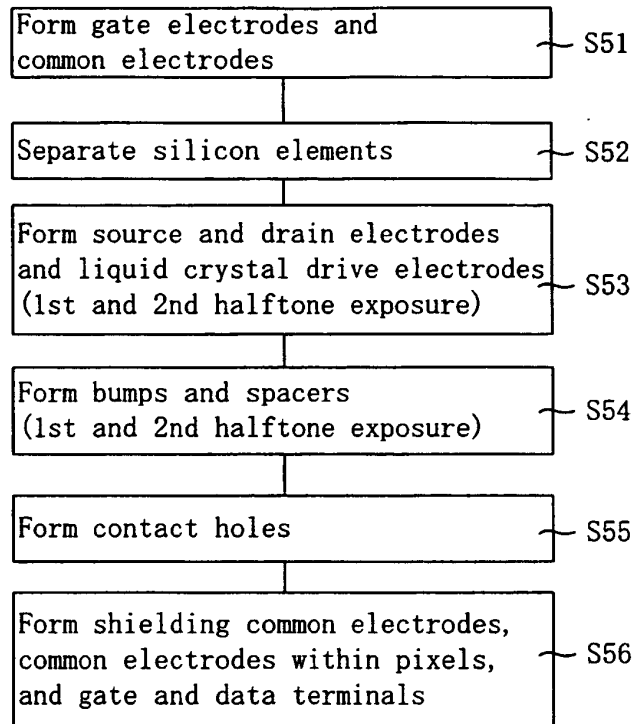 Form gate electrodes and
common electrodes
S51
Separate silicon elements
S52
Form source and drain electrodes
and liquid crystal drive electrodes
(1st and 2nd halftone exposure)
S53
Form bumps and spacers
(1st and 2nd halftone exposure)
S54
Form contact holes
S55
Form shielding common electrodes,
common electrodes within pixels,
and gate and data terminals
S56